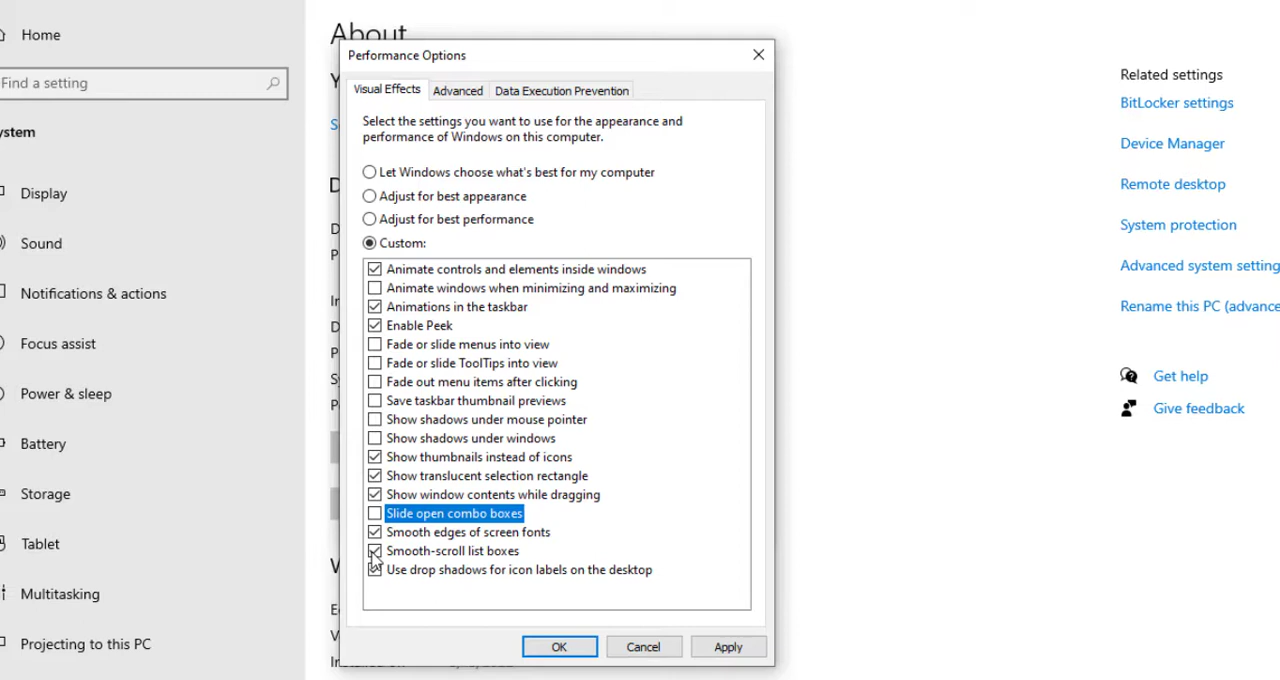 Home
Find a setting
ystem
Display
Sound
Notifications & actions
Focus assist
Power & sleep
Battery
Storage
Tablet
Multitasking
Projecting to this PC
About
Performance Options
Visual Effects
Advanced
Data Execution Prevention
Select the settings you want to use for the appearance and
performance of Windows on this computer.
Let Windows choose what's best for my computer
Adjust for best appearance
Adjust for best performance
Custom:
Animate controls and elements inside windows
Animate windows when minimizing and maximizing
Animations in the taskbar
Enable Peek
Fade or slide menus into view
Fade or slide ToolTips into view
Fade out menu items after clicking
Save taskbar thumbnail previews
Show shadows under mouse pointer
Show shadows under windows
Show thumbnails instead of icons
Show translucent selection rectangle
Show window contents while dragging
Slide open combo boxes
Smooth edges of screen fonts
Smooth-scroll list boxes
Use drop shadows for icon labels on the desktop
OK
Cancel
Apply
Related settings
BitLocker settings
Device Manager
Remote desktop
System protection
Advanced system setting
Rename this PC (advance
Get help
Give feedback